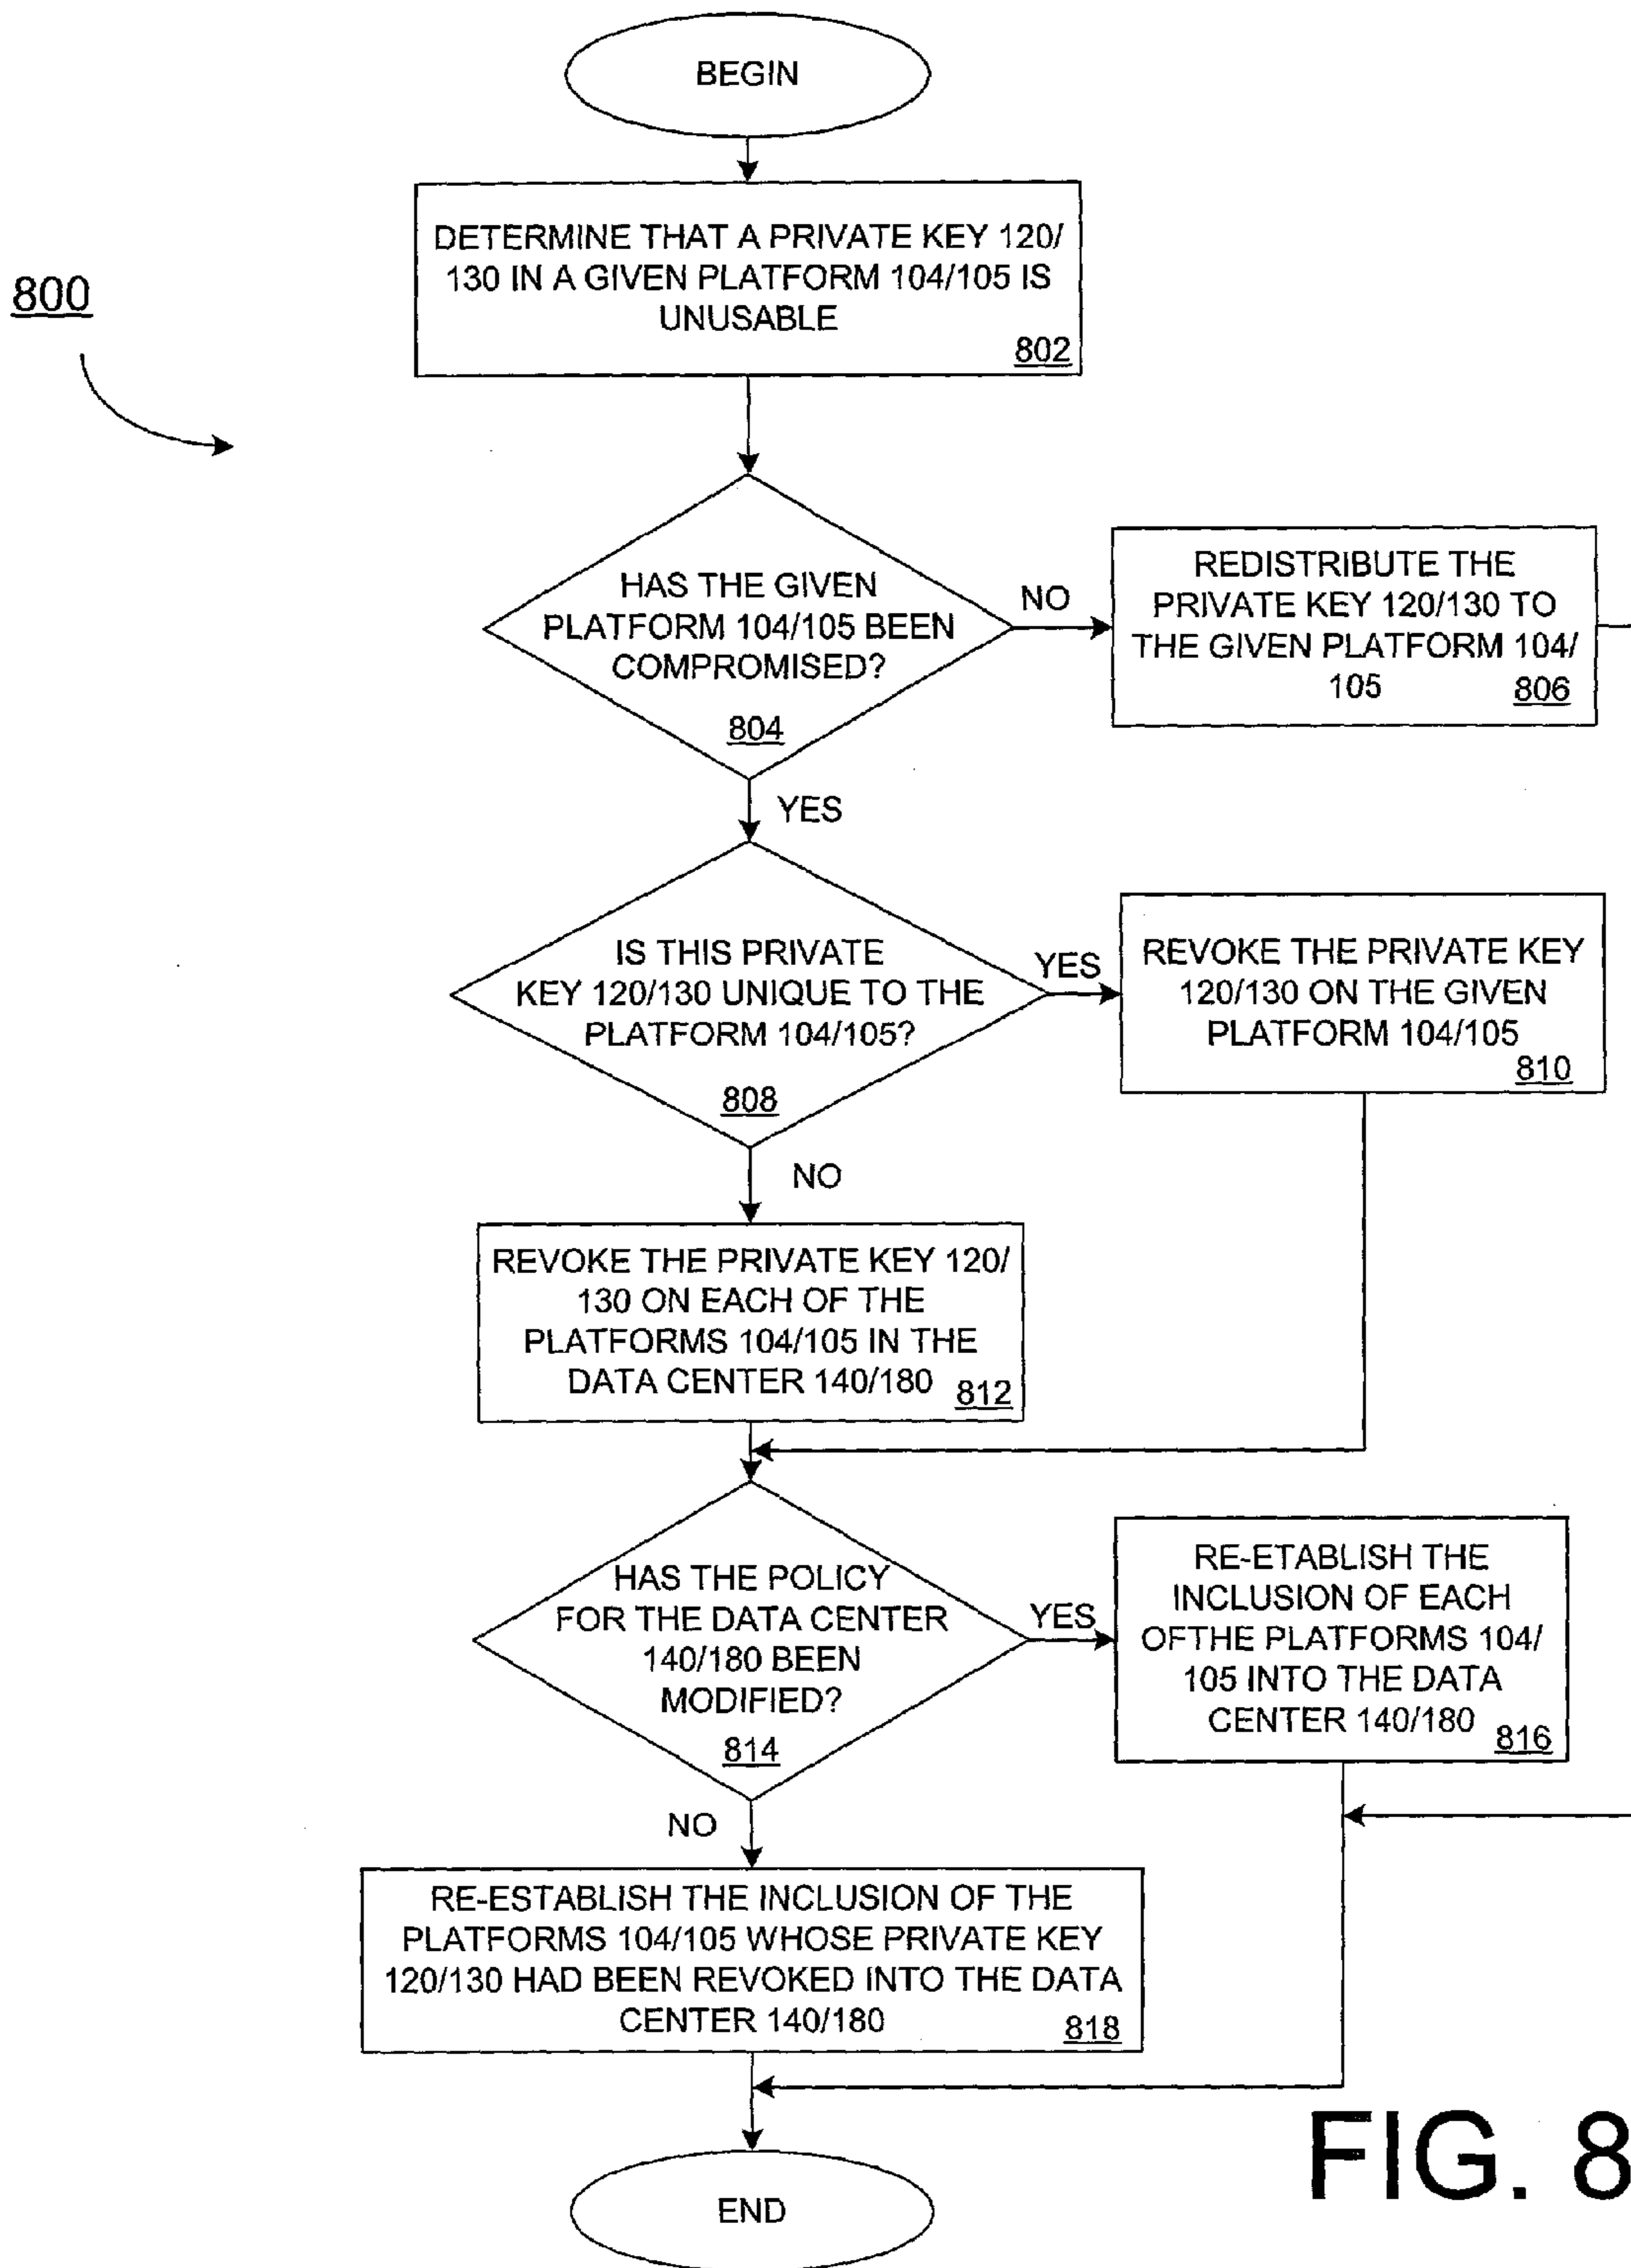 BEGIN
800
DETERMINE THAT A PRIVATE KEY 120/
130 IN A GIVEN PLATFORM 104/105 IS
UNUSABLE
802
HAS THE GIVEN
PLATFORM 104/105 BEEN
COMPROMISED?
804
NO
REDISTRIBUTE THE
PRIVATE KEY 120/130 TO
THE GIVEN PLATFORM 104/
105
806
YES
IS THIS PRIVATE
KEY 120/130 UNIQUE TO THE
PLATFORM 104/105?
808
YES
REVOKE THE PRIVATE KEY
120/130 ON THE GIVEN
PLATFORM 104/105
810
NO
REVOKE THE PRIVATE KEY 120/
130 ON EACH OF THE
PLATFORMS 104/105 IN THE
DATA CENTER 140/180
812
HAS THE POLICY
FOR THE DATA CENTER
140/180 BEEN
MODIFIED?
814
YES
RE-ETABLISH THE
INCLUSION OF EACH
OFTHE PLATFORMS 104/
105 INTO THE DATA
CENTER 140/180
816
NO
RE-ESTABLISH THE INCLUSION OF THE
PLATFORMS 104/105 WHOSE PRIVATE KEY
120/130 HAD BEEN REVOKED INTO THE DATA
CENTER 140/180
818
END
FIG. 8